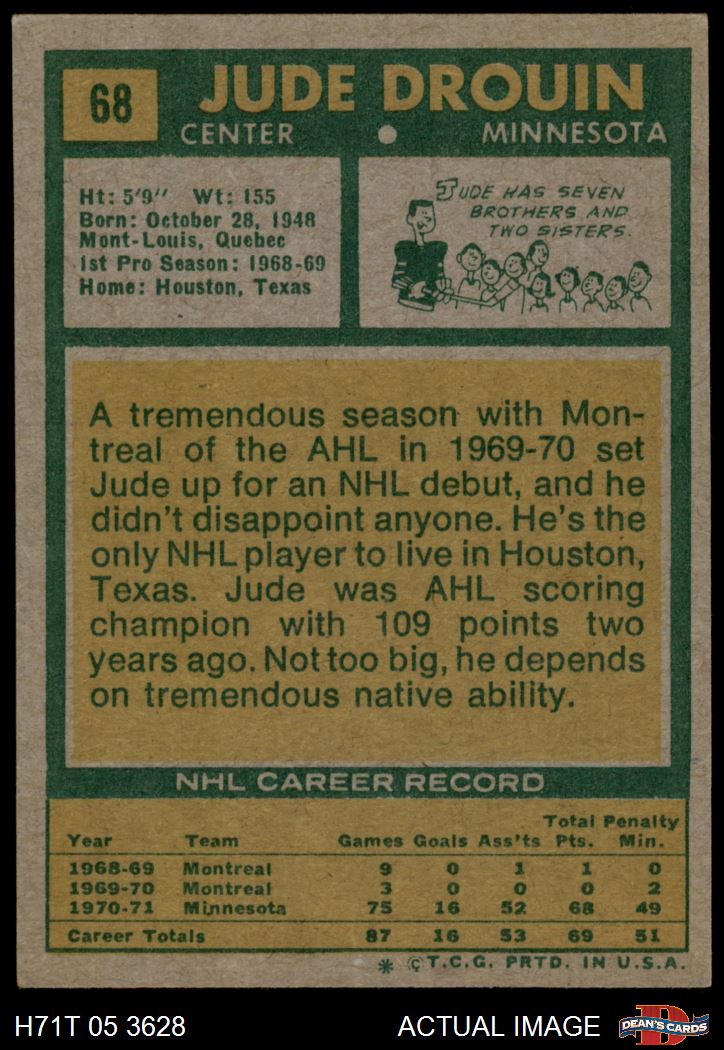 68
JUDE DROUIN
CENTER
MINNESOTA
Ht: 5'9" Wt: 155
Born: October 28, 1948
Mont-Louis, Quebec
1st Pro Season: 1968-69
Home: Houston, Texas
JUDE HAS SEVEN
BROTHERS AND
TWO SISTERS.
A tremendous season with Mon-
treal of the AHL in 1969-70 set
Jude up for an NHL debut, and he
didn't disappoint anyone. He's the
only NHL player to live in Houston,
Texas. Jude was AHL scoring
champion with 109 points two
years ago. Not too big, he depends
on tremendous native ability.
NHL CAREER RECORD
Year Team Games Goals Ass'ts Total Pts. Penalty Min.
1968-69 Montreal 9 0 1 1 0
1969-70 Montreal 3 0 0 0 2
1970-71 Minnesota 75 16 52 68 49
Career Totals 87 16 53 69 51
* © T.C.G. PRTD. IN U.S.A.
H71T 05 3628
ACTUAL IMAGE
D
DEAN'S CARDS